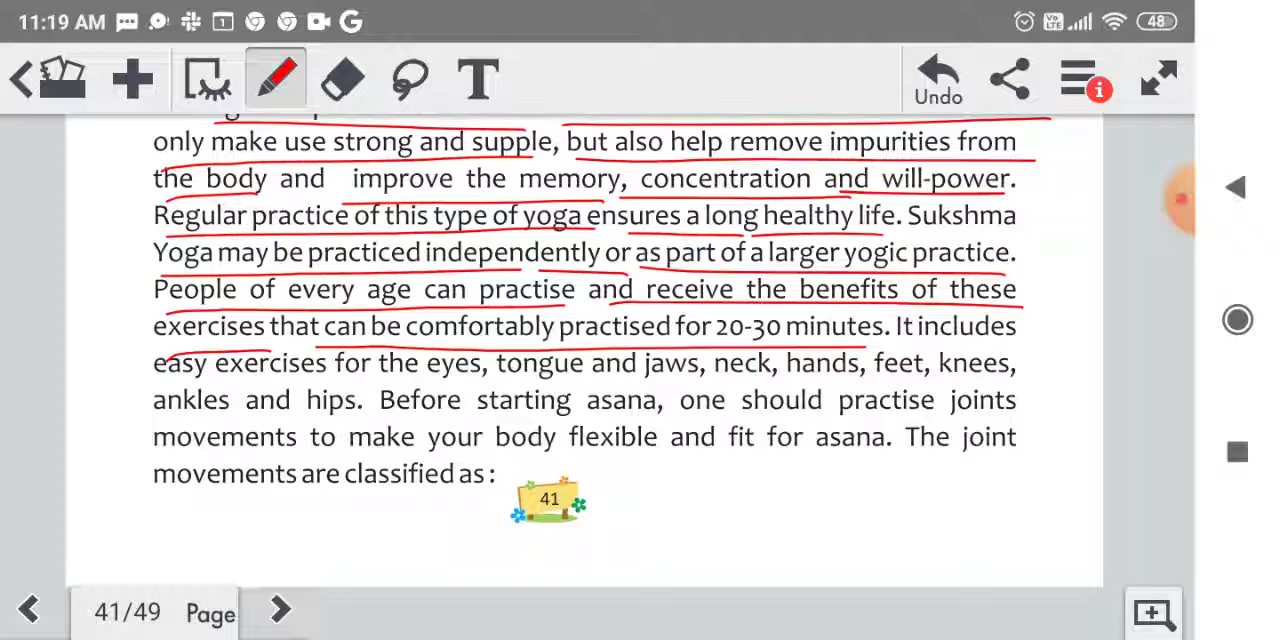 11:19 AM
1
G
Vo LTE
48
T
Undo
i
only make use strong and supple, but also help remove impurities from
the body and improve the memory, concentration and will-power.
Regular practice of this type of yoga ensures a long healthy life. Sukshma
Yoga may be practiced independently or as part of a larger yogic practice.
People of every age can practise and receive the benefits of these
exercises that can be comfortably practised for 20-30 minutes. It includes
easy exercises for the eyes, tongue and jaws, neck, hands, feet, knees,
ankles and hips. Before starting asana, one should practise joints
movements to make your body flexible and fit for asana. The joint
movements are classified as :
41
41/49 Page